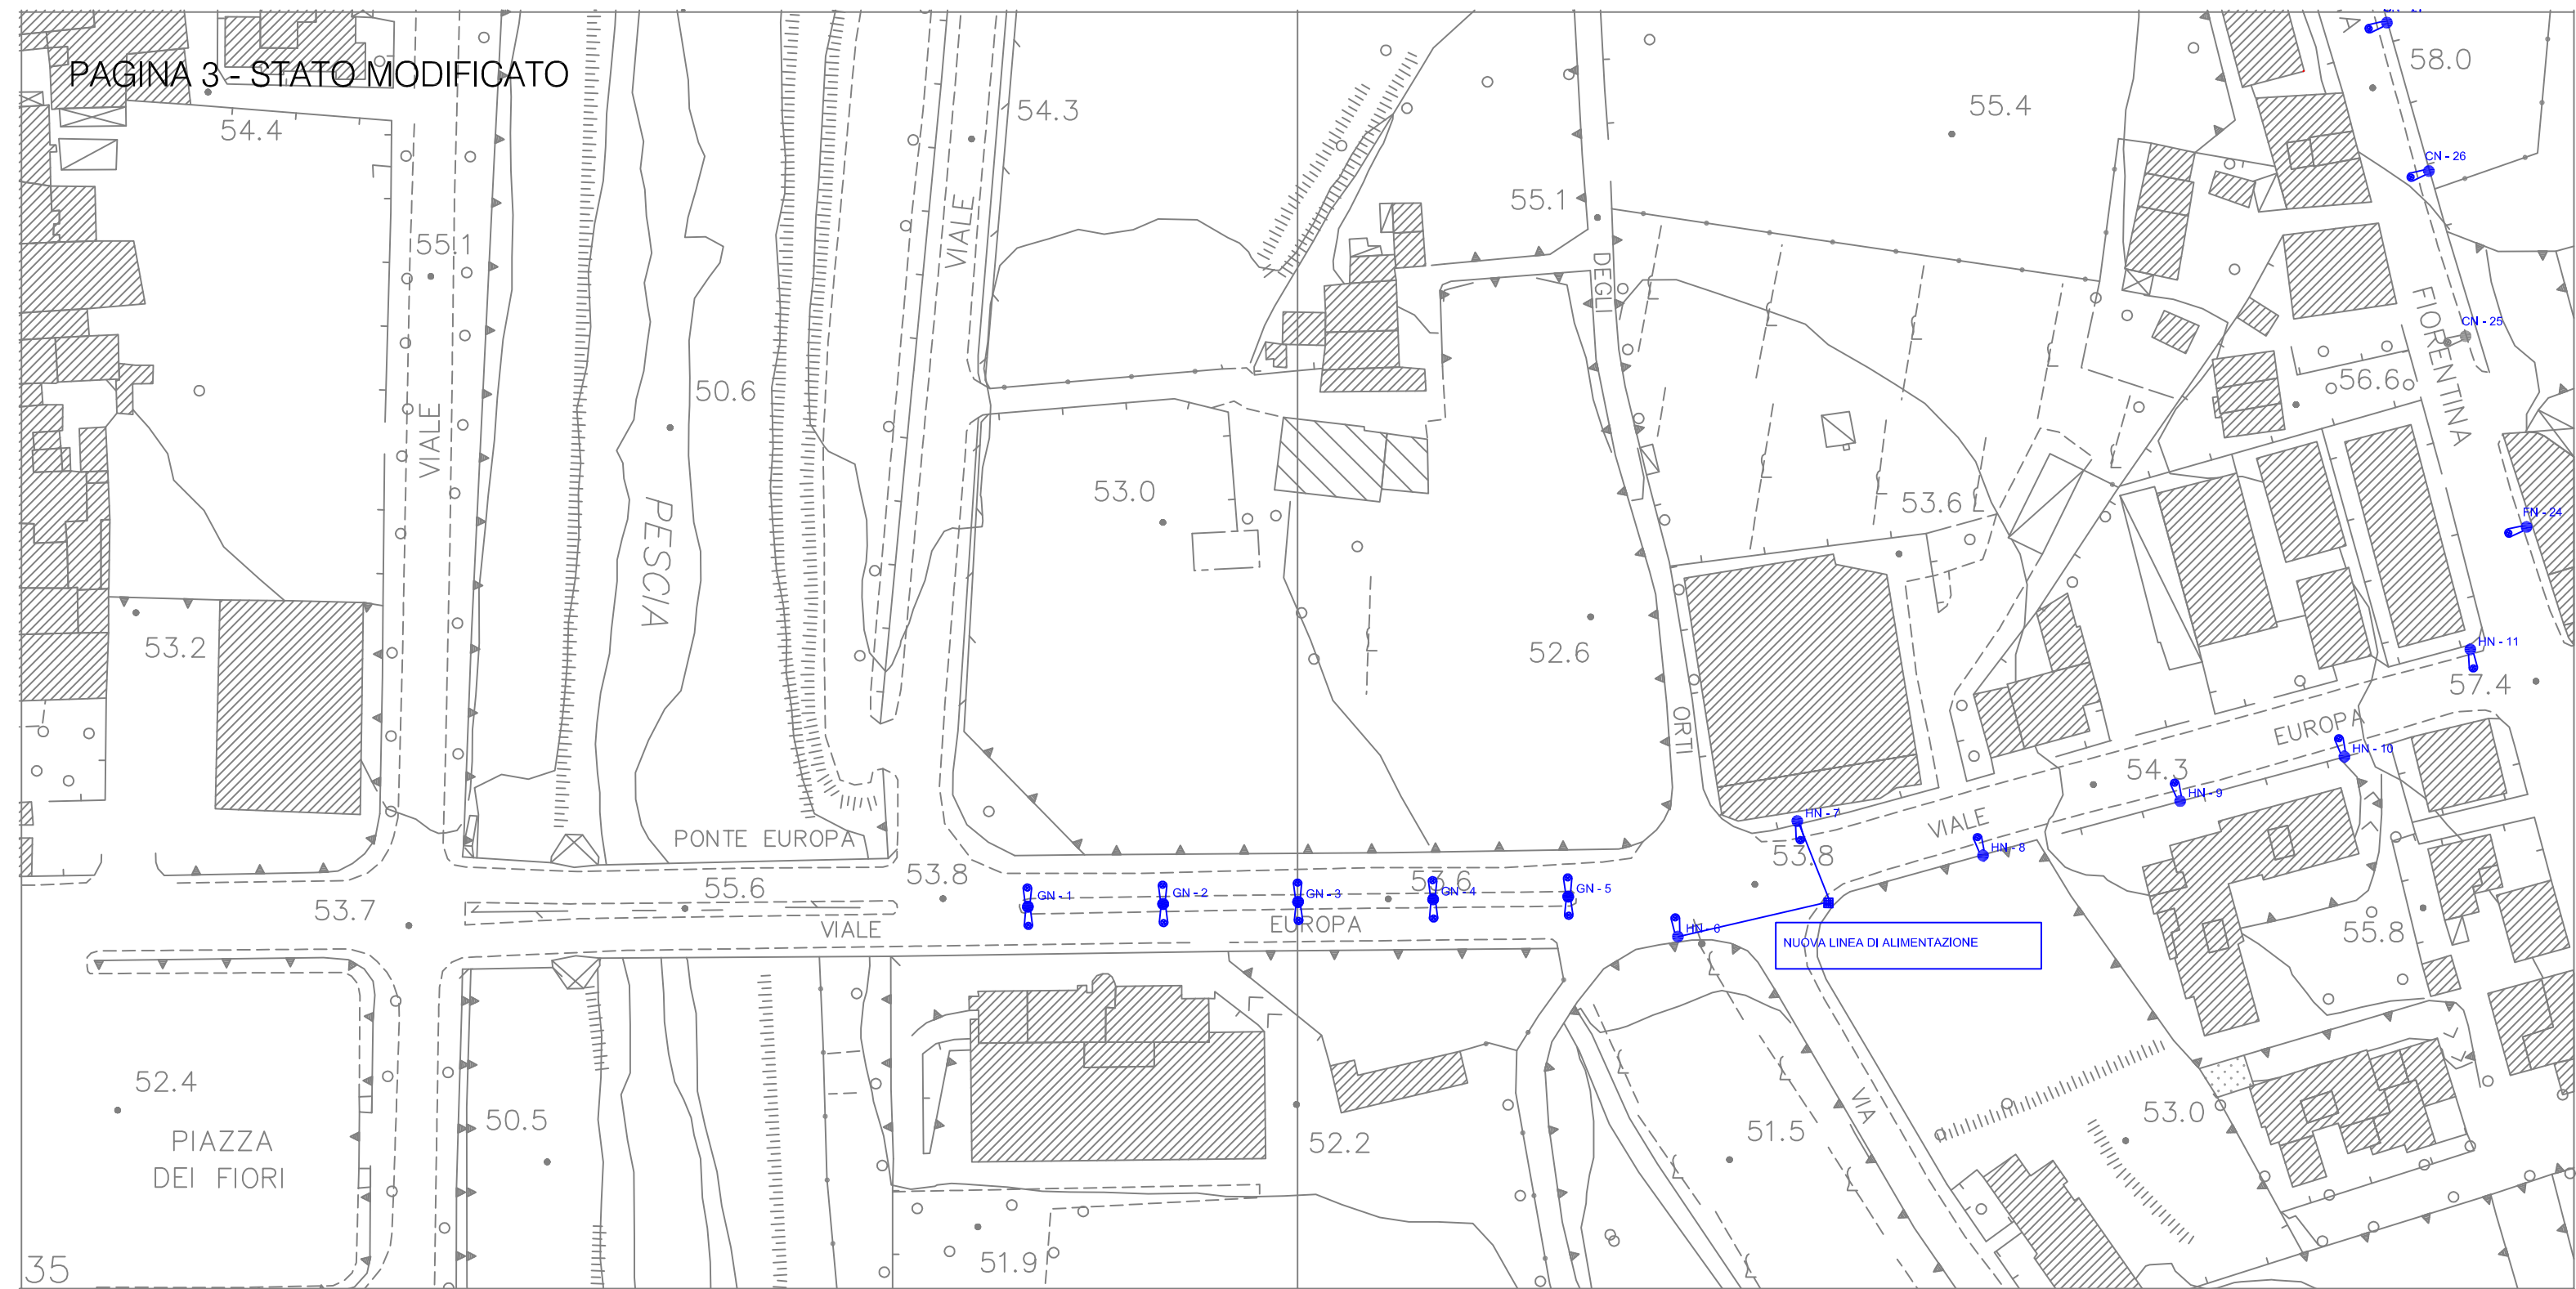 PAGINA 3 - STATO MODIFICATO
58.0
54.3
55.4
54.4
CN - 26
55.1
VIALE
55.1
DEGLI
FIORENTINA
CN - 25
50.6
56.6
VIALE
53.0
53.6
PESCIA
FN - 24
53.2
52.6
HN - 11
57.4
ORTI
EUROPA
HN - 10
54.3
HN - 9
HN - 7
VIALE
PONTE EUROPA
HN - 8
53.8
53.8
55.6
53.6
GN - 1
GN - 2
GN - 3
GN - 4
GN - 5
53.7
VIALE
EUROPA
HN - 6
NUOVA LINEA DI ALIMENTAZIONE
55.8
52.4
50.5
VIA
53.0
51.5
52.2
PIAZZA
DEI FIORI
51.9
35